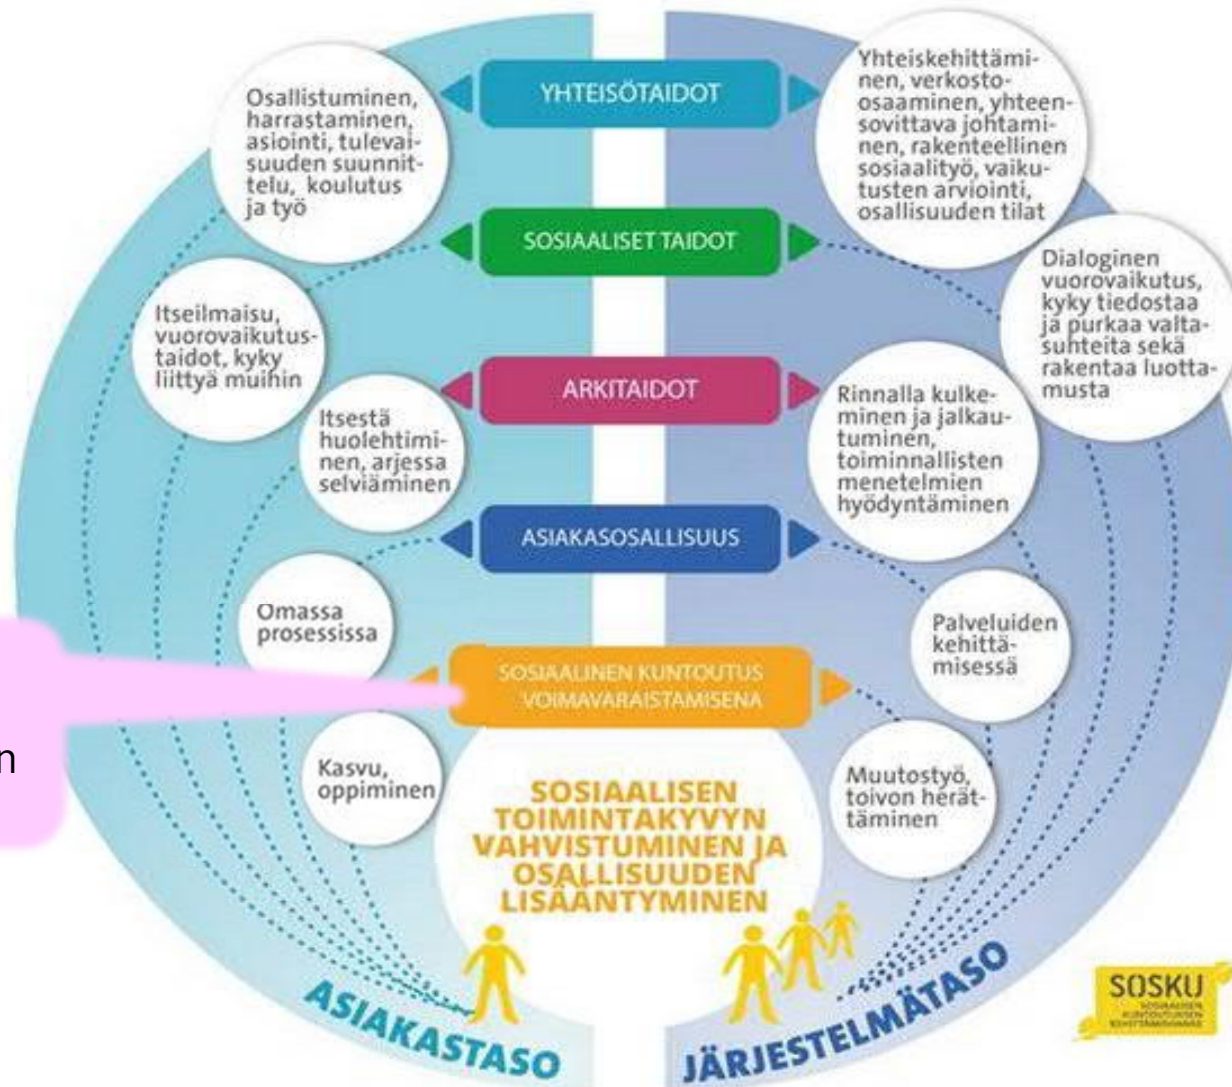 YHTEISÖTAIDOT
Osallistuminen,
harrastaminen,
asiointi, tulevai-
suuden suunnit-
telu, koulutus
ja työ
Yhteiskehittämi-
nen, verkosto-
osaaminen, yhteen-
sovittava johtami-
nen, rakenteellinen
sosiaalityö, vaiku-
tusten arviointi,
osallisuuden tilat
SOSIAALISET TAIDOT
Itseilmaisu,
vuorovaikutus-
taidot, kyky
liittyä muihin
Dialoginen
vuorovaikutus,
kyky tiedostaa
ja purkaa valta-
suhteita sekä
rakentaa luotta-
musta
ARKITAIDOT
Itsestä
huolehtimi-
nen, arjessa
selviäminen
Rinnalla kulke-
minen ja jalkau-
tuminen,
toiminnallisten
menetelmien
hyödyntäminen
ASIAKASOSALLISUUS
Omassa
prosessissa
Palveluiden
kehittä-
misessä
SOSIAALINEN KUNTOUTUS
VOIMAVARAISTAMISENA
n
Kasvu,
oppiminen
Muutostyö,
toivon herät-
täminen
SOSIAALISEN
TOIMINTAKYVYN
VAHVISTUMINEN JA
OSALLISUUDEN
LISÄÄNTYMINEN
ASIAKASTASO
JÄRJESTELMÄTASO
SOSKU
SOSIAALISEN
KUNTOUTUKSEN
KEHITTÄMISHANKE